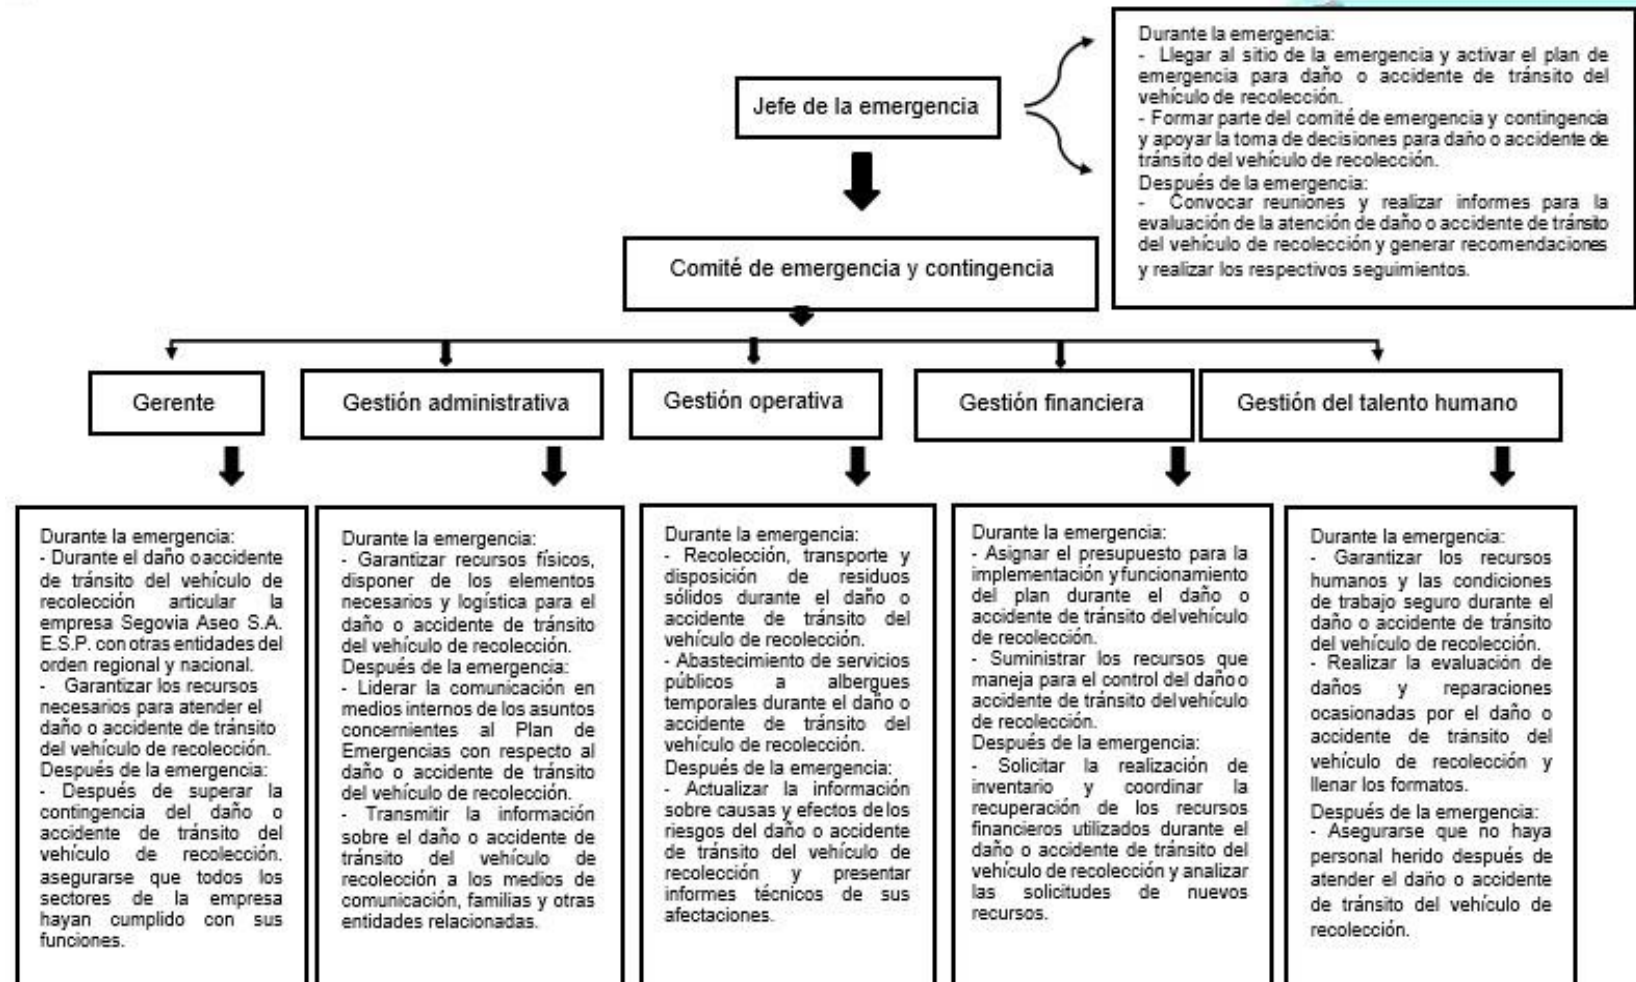 Jefe de la emergencia
Durante la emergencia:
- Llegar al sitio de la emergencia y activar el plan de
emergencia para daño o accidente de tránsito del
vehículo de recolección.
- Formar parte del comité de emergencia y contingencia
y apoyar la toma de decisiones para daño o accidente de
tránsito del vehículo de recolección.
Después de la emergencia:
- Convocar reuniones y realizar informes para la
evaluación de la atención de daño o accidente de tránsito
del vehículo de recolección y generar recomendaciones
y realizar los respectivos seguimientos.
Comité de emergencia y contingencia
Gerente
Gestión administrativa
Gestión operativa
Gestión financiera
Gestión del talento humano
Durante la emergencia:
- Durante el daño o accidente
de tránsito del vehículo de
recolección articular la
empresa Segovia Aseo S.A.
E.S.P. con otras entidades del
orden regional y nacional.
- Garantizar los recursos
necesarios para atender el
daño o accidente de tránsito
del vehículo de recolección.
Después de la emergencia:
- Después de superar la
contingencia del daño o
accidente de tránsito del
vehículo de recolección.
asegurarse que todos los
sectores de la empresa
hayan cumplido con sus
funciones.
Durante la emergencia:
- Garantizar recursos físicos,
disponer de los elementos
necesarios y logística para el
daño o accidente de tránsito
del vehículo de recolección.
Después de la emergencia:
- Liderar la comunicación en
medios internos de los asuntos
concernientes al Plan de
Emergencias con respecto al
daño o accidente de tránsito
del vehículo de recolección.
- Transmitir la información
sobre el daño o accidente de
tránsito del vehículo de
recolección a los medios de
comunicación, familias y otras
entidades relacionadas.
Durante la emergencia:
- Recolección, transporte y
disposición de residuos
sólidos durante el daño o
accidente de tránsito del
vehículo de recolección.
- Abastecimiento de servicios
públicos a albergues
temporales durante el daño o
accidente de tránsito del
vehículo de recolección.
Después de la emergencia:
- Actualizar la información
sobre causas y efectos de los
riesgos del daño o accidente
de tránsito del vehículo de
recolección y presentar
informes técnicos de sus
afectaciones.
Durante la emergencia:
- Asignar el presupuesto para la
implementación y funcionamiento
del plan durante el daño o
accidente de tránsito del vehículo
de recolección.
- Suministrar los recursos que
maneja para el control del daño o
accidente de tránsito del vehículo
de recolección.
Después de la emergencia:
- Solicitar la realización de
inventario y coordinar la
recuperación de los recursos
financieros utilizados durante el
daño o accidente de tránsito del
vehículo de recolección y analizar
las solicitudes de nuevos
recursos.
Durante la emergencia:
- Garantizar los recursos
humanos y las condiciones
de trabajo seguro durante el
daño o accidente de tránsito
del vehículo de recolección.
- Realizar la evaluación de
daños y reparaciones
ocasionadas por el daño o
accidente de tránsito del
vehículo de recolección y
llenar los formatos.
Después de la emergencia:
- Asegurarse que no haya
personal herido después de
atender el daño o accidente
de tránsito del vehículo de
recolección.